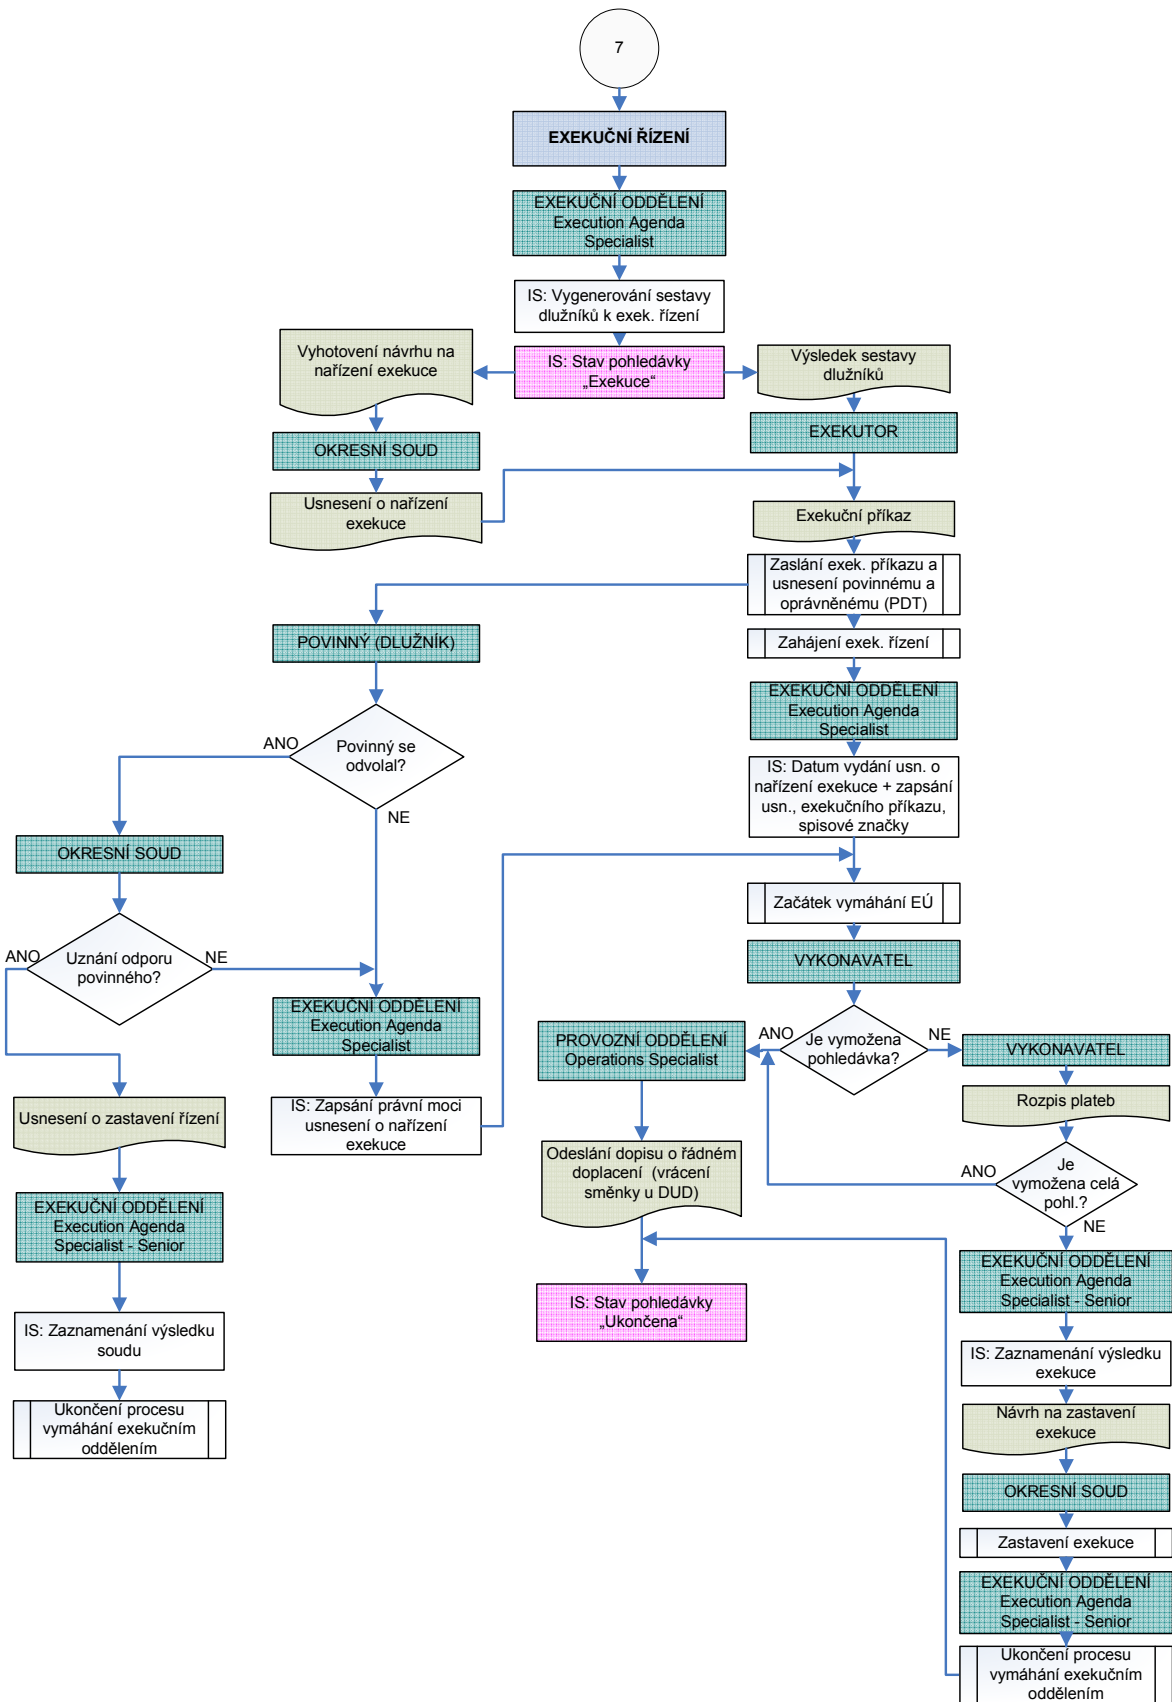 7
EXEKUČNÍ ŘÍZENÍ
EXEKUČNÍ ODDĚLENÍ
Execution Agenda
Specialist
IS: Vygenerování sestavy
dlužníků k exek. řízení
Vyhotovení návrhu na
nařízení exekuce
IS: Stav pohledávky
„Exekuce“
Výsledek sestavy
dlužníků
OKRESNÍ SOUD
EXEKUTOR
Usnesení o nařízení
exekuce
Exekuční příkaz
Zaslání exek. příkazu a
usnesení povinnému a
oprávněnému (PDT)
POVINNÝ (DLUŽNÍK)
Zahájení exek. řízení
EXEKUČNÍ ODDĚLENÍ
Execution Agenda
Specialist
ANO
Povinný se
odvolal?
NE
IS: Datum vydání usn. o
nařízení exekuce + zapsání
usn., exekučního příkazu,
spisové značky
OKRESNÍ SOUD
Začátek vymáhání EÚ
ANO
Uznání odporu
povinného?
NE
VYKONAVATEL
EXEKUČNÍ ODDĚLENÍ
Execution Agenda
Specialist
PROVOZNÍ ODDĚLENÍ
Operations Specialist
ANO
Je vymožena
pohledávka?
NE
VYKONAVATEL
IS: Zapsání právní moci
usnesení o nařízení
exekuce
Rozpis plateb
Usnesení o zastavení řízení
Odeslání dopisu o řádném
doplacení (vrácení
směnky u DUD)
ANO
Je
vymožena celá
pohl.?
NE
EXEKUČNÍ ODDĚLENÍ
Execution Agenda
Specialist - Senior
EXEKUČNÍ ODDĚLENÍ
Execution Agenda
Specialist - Senior
IS: Stav pohledávky
„Ukončena“
IS: Zaznamenání výsledku
soudu
IS: Zaznamenání výsledku
exekuce
Ukončení procesu
vymáhání exekučním
oddělením
Návrh na zastavení
exekuce
OKRESNÍ SOUD
Zastavení exekuce
EXEKUČNÍ ODDĚLENÍ
Execution Agenda
Specialist - Senior
Ukončení procesu
vymáhání exekučním
oddělením